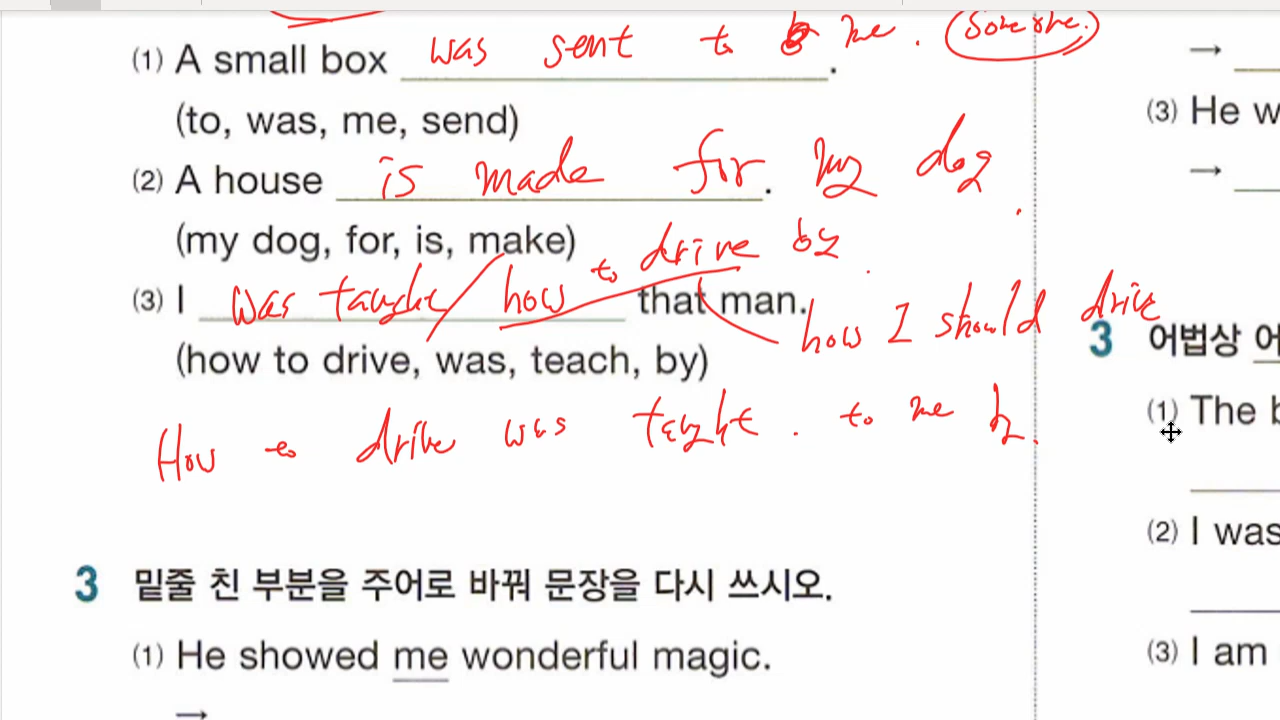 (1) A small box was sent to me. Someone.
(to, was, me, send)
(2) A house is made for. my dog.
(my dog, for, is, make)
to drive by.
(3) I was taught how that man.
how I should drive
(how to drive, was, teach, by)
How to drive was taught. to me by.
3 밑줄 친 부분을 주어로 바꿔 문장을 다시 쓰시오.
(1) He showed me wonderful magic.
→
→
(3) He w
→
3 어법상 어
(1) The b
(2) I was
(3) I am